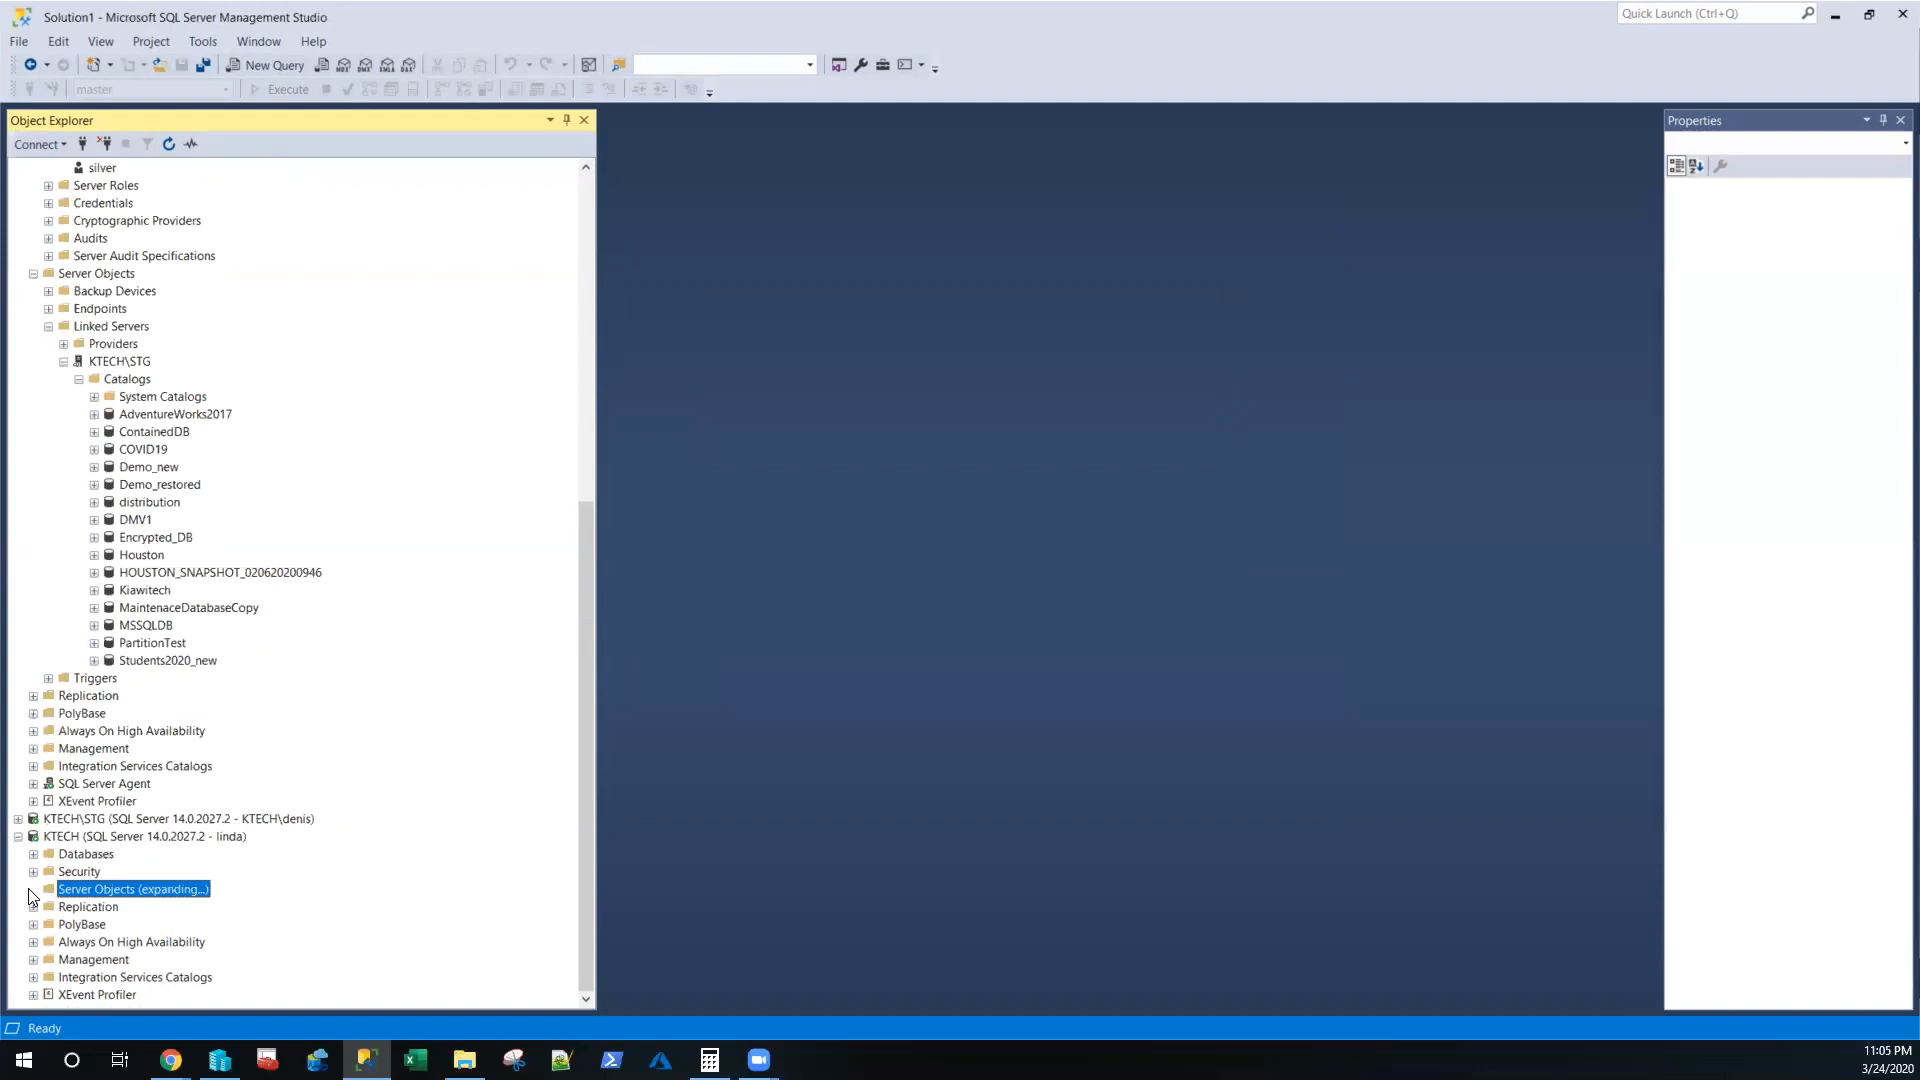 Solution1 - Microsoft SQL Server Management Studio
Quick Launch (Ctrl+Q)
File Edit View Project Tools Window Help
New Query
master
Execute
Object Explorer
Properties
Connect
silver
Server Roles
Credentials
Cryptographic Providers
Audits
Server Audit Specifications
Server Objects
Backup Devices
Endpoints
Linked Servers
Providers
KTECH\STG
Catalogs
System Catalogs
AdventureWorks2017
ContainedDB
COVID19
Demo_new
Demo_restored
distribution
DMV1
Encrypted_DB
Houston
HOUSTON_SNAPSHOT_020620200946
Kiawitech
MaintenaceDatabaseCopy
MSSQLDB
PartitionTest
Students2020_new
Triggers
Replication
PolyBase
Always On High Availability
Management
Integration Services Catalogs
SQL Server Agent
XEvent Profiler
KTECH\STG (SQL Server 14.0.2027.2 - KTECH\denis)
KTECH (SQL Server 14.0.2027.2 - linda)
Databases
Security
Server Objects (expanding...)
Replication
PolyBase
Always On High Availability
Management
Integration Services Catalogs
XEvent Profiler
Ready
11:05 PM
3/24/2020